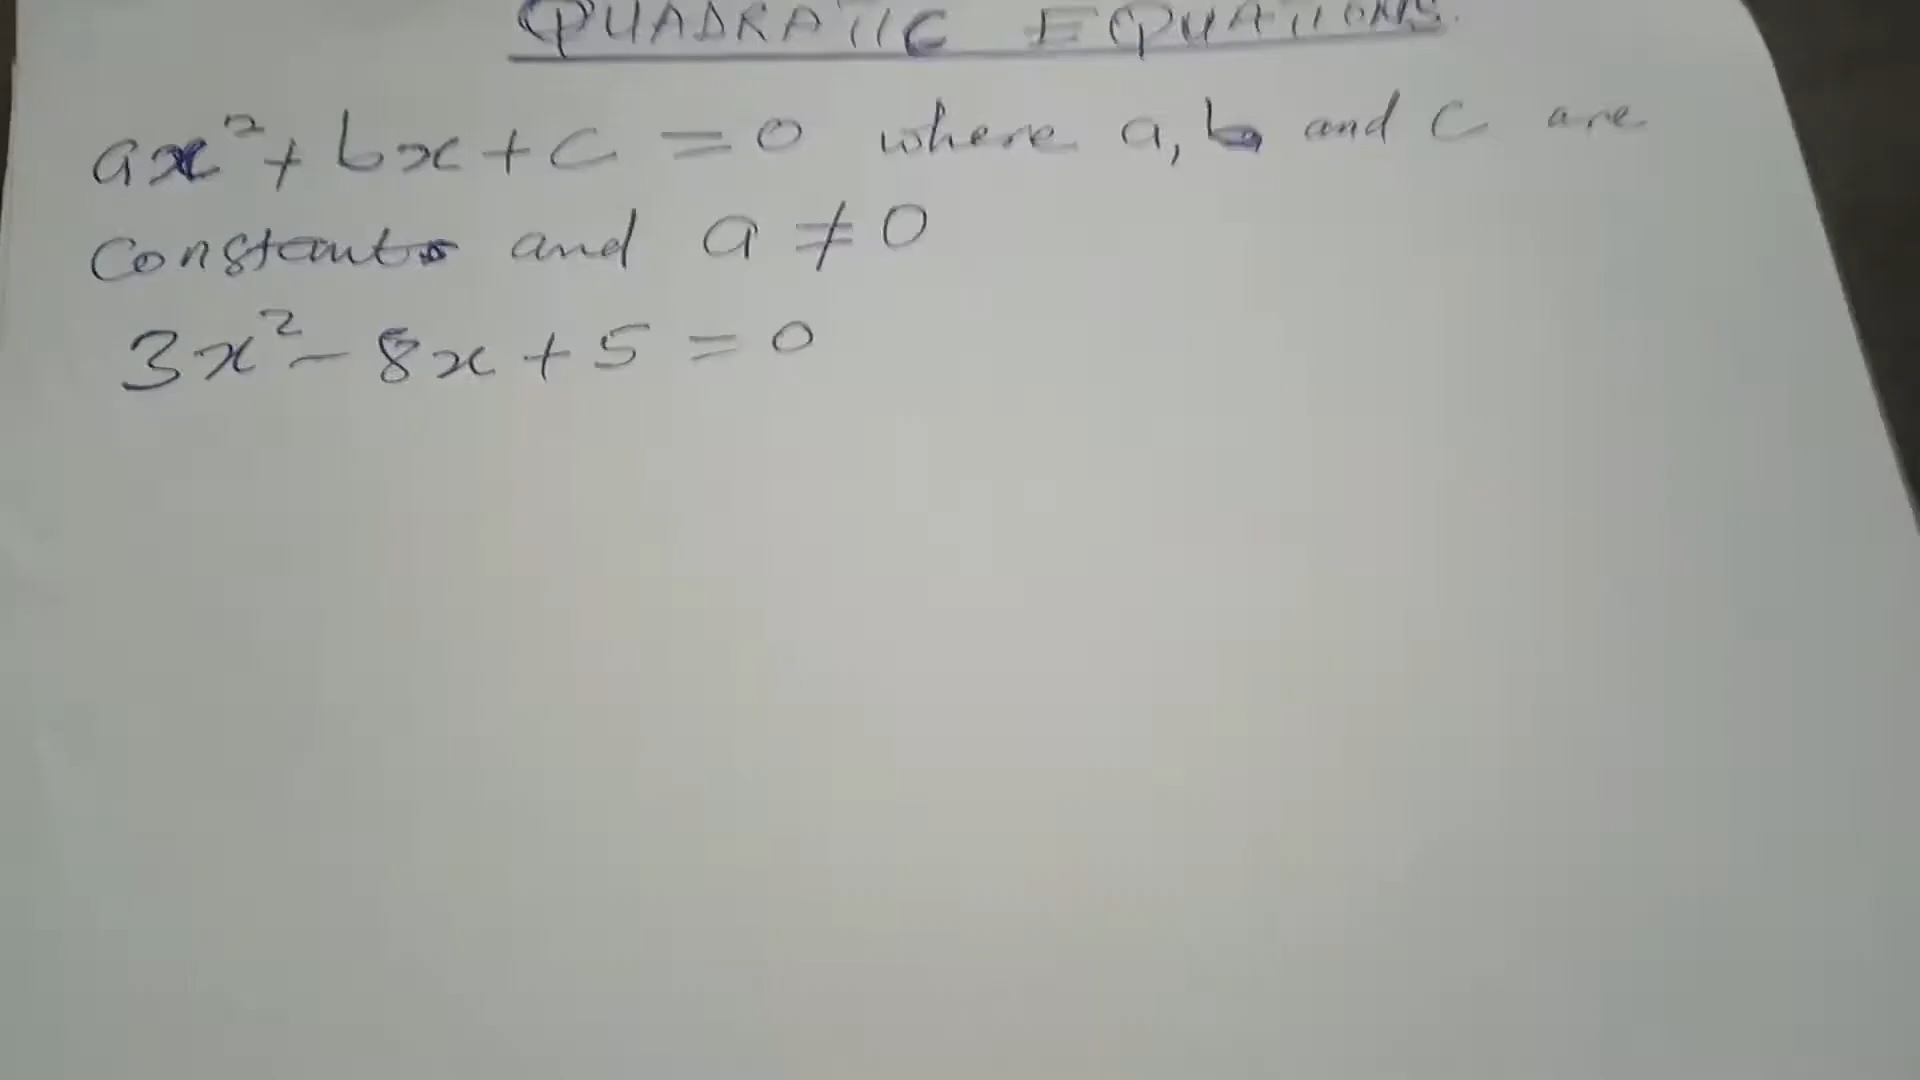 QUADRATIC EQUATIONS.
ax² + bx + c = 0 where a, b and c are
constants and a ≠ 0
3x² - 8x + 5 = 0